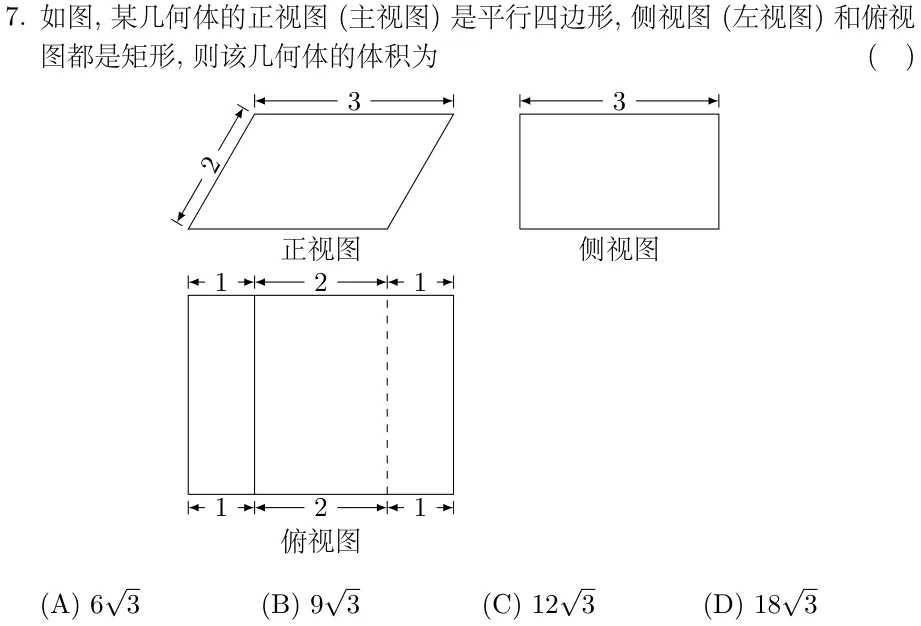 7. 如图, 某几何体的正视图 (主视图) 是平行四边形, 侧视图 (左视图) 和俯视
图都是矩形, 则该几何体的体积为 ( )
3 3
2
正视图 侧视图
1 2 1
1 2 1
俯视图
(A) 6√3 (B) 9√3 (C) 12√3 (D) 18√3